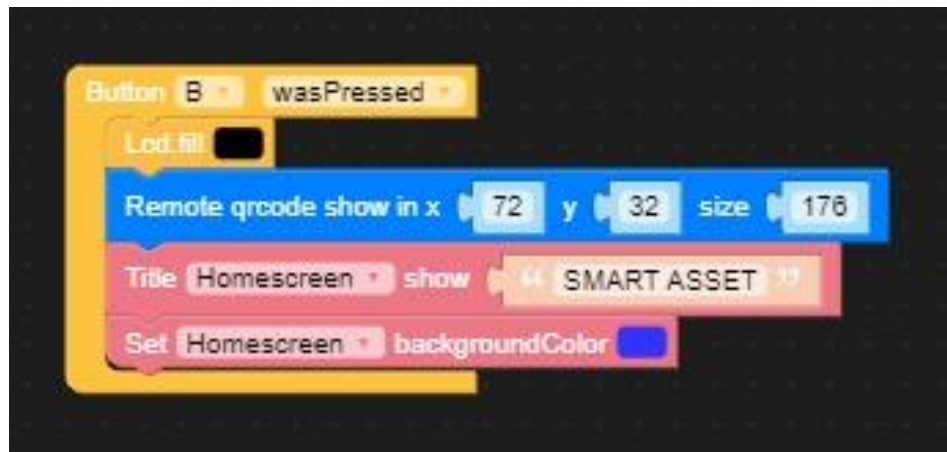 Button B wasPressed
Lcd.fill
Remote qrcode show in x 72 y 32 size 176
Title Homescreen show “ SMART ASSET ”
Set Homescreen backgroundColor